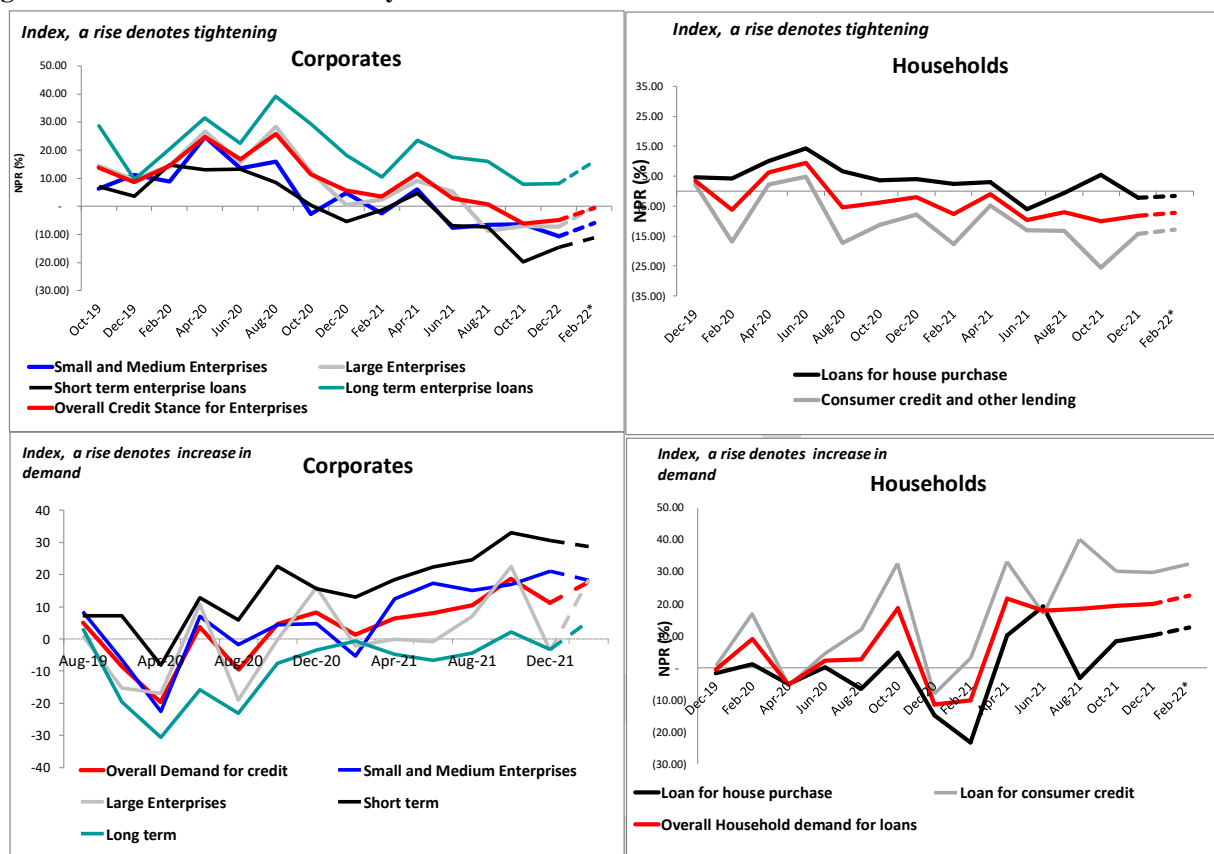 Index, a rise denotes tightening
Corporates
50.00
40.00
30.00
20.00
10.00
-
(10.00)
(20.00)
(30.00)
NPR (%)
Oct-19
Dec-19
Feb-20
Apr-20
Jun-20
Aug-20
Oct-20
Dec-20
Feb-21
Apr-21
Jun-21
Aug-21
Oct-21
Dec-22
Feb-22*
Small and Medium Enterprises
Large Enterprises
Short term enterprise loans
Long term enterprise loans
Overall Credit Stance for Enterprises
Index, a rise denotes tightening
Households
35.00
25.00
15.00
5.00
(5.00)
(15.00)
(25.00)
(35.00)
NPR (%)
Dec-19
Feb-20
Apr-20
Jun-20
Aug-20
Oct-20
Dec-20
Feb-21
Apr-21
Jun-21
Aug-21
Oct-21
Dec-21
Feb-22*
Loans for house purchase
Consumer credit and other lending
Index, a rise denotes increase in
demand
Corporates
40
30
20
10
0
-10
-20
-30
-40
Aug-19
Apr-20
Aug-20
Dec-20
Apr-21
Aug-21
Dec-21
Overall Demand for credit
Small and Medium Enterprises
Large Enterprises
Short term
Long term
Index, a rise denotes increase in
demand
Households
50.00
40.00
30.00
20.00
10.00
-
(10.00)
(20.00)
(30.00)
NPR (%)
Dec-19
Feb-20
Apr-20
Jun-20
Aug-20
Oct-20
Dec-20
Feb-21
Apr-21
Jun-21
Aug-21
Oct-21
Dec-21
Feb-22*
Loan for house purchase
Loan for consumer credit
Overall Household demand for loans